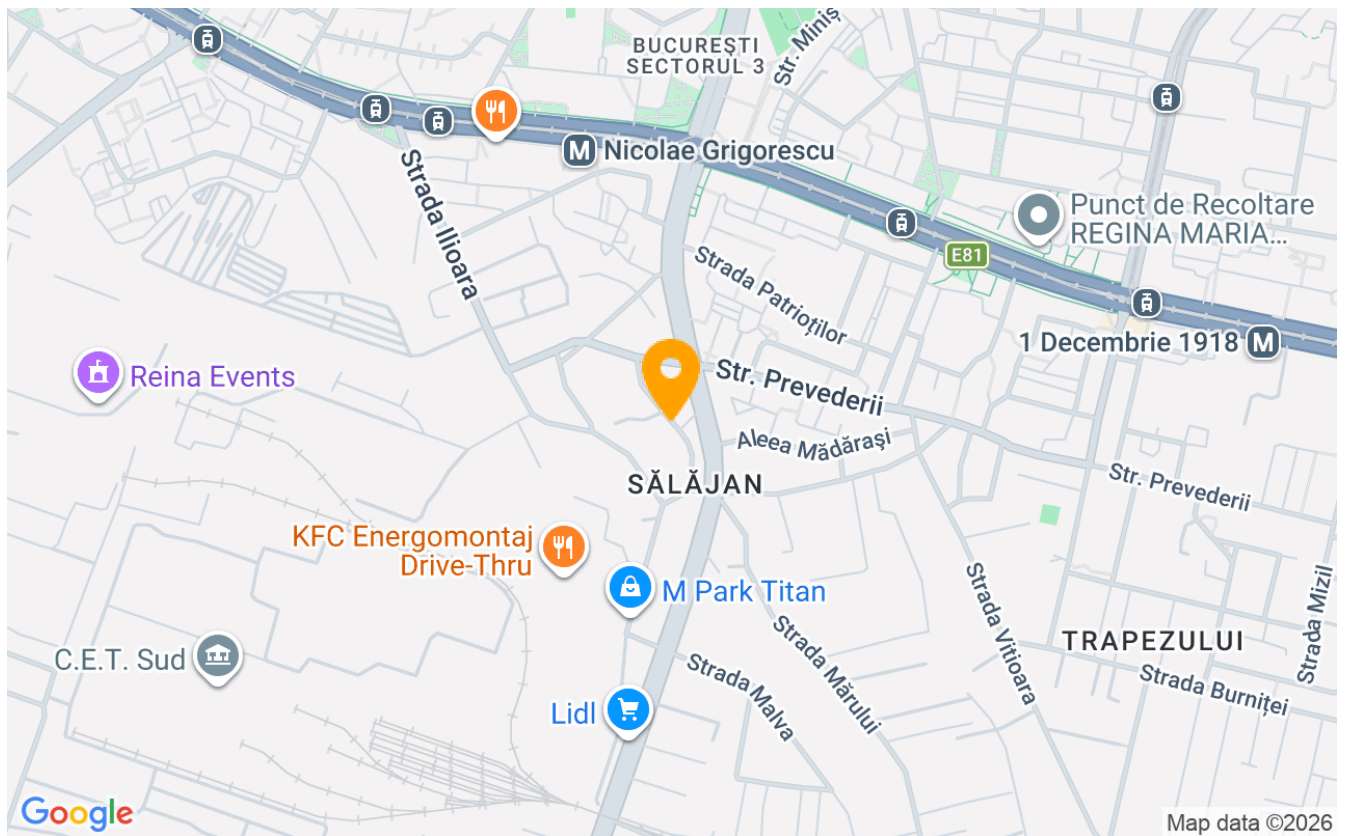 BUCUREȘTI
SECTORUL 3
Str. Miniș
M Nicolae Grigorescu
Strada Ilioara
Punct de Recoltare
REGINA MARIA...
E81
Strada Patrioților
1 Decembrie 1918 M
Reina Events
Str. Prevederii
Aleea Mădărași
SĂLĂJAN
Str. Prevederii
KFC Energomontaj
Drive-Thru
M Park Titan
Strada Vitioara
Strada Mizil
TRAPEZULUI
C.E.T. Sud
Strada Mărului
Strada Malva
Strada Burniței
Lidl
Google
Map data ©2026